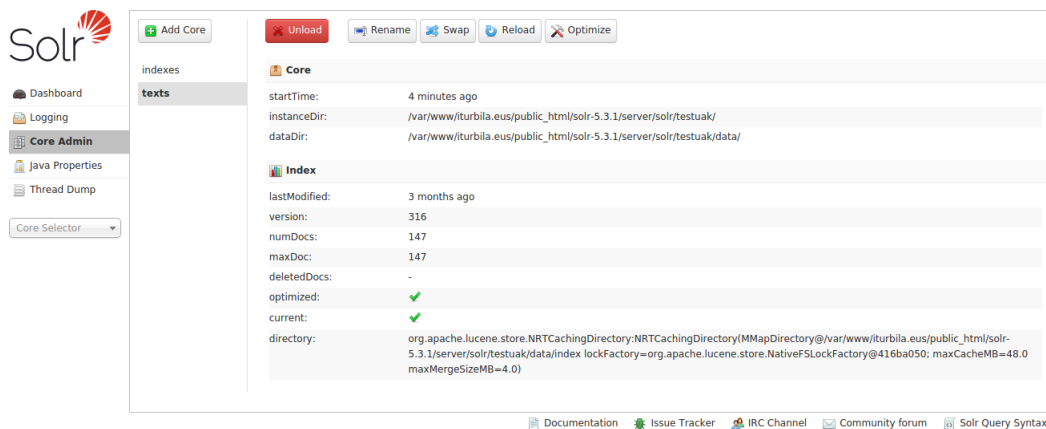 Solr
Dashboard
Logging
Core Admin
Java Properties
Thread Dump
Core Selector
Add Core
indexes
texts
Unload
Rename
Swap
Reload
Optimize
Core
startTime: 4 minutes ago
instanceDir: /var/www/iturbila.eus/public_html/solr-5.3.1/server/solr/testuak/
dataDir: /var/www/iturbila.eus/public_html/solr-5.3.1/server/solr/testuak/data/
Index
lastModified: 3 months ago
version: 316
numDocs: 147
maxDoc: 147
deletedDocs: -
optimized:
current:
directory: org.apache.lucene.store.NRTCachingDirectory:NRTCachingDirectory(MMapDirectory@/var/www/iturbila.eus/public_html/solr-
5.3.1/server/solr/testuak/data/index lockFactory=org.apache.lucene.store.NativeFSLockFactory@416ba050; maxCacheMB=48.0
maxMergeSizeMB=4.0)
Documentation Issue Tracker IRC Channel Community forum Solr Query Syntax